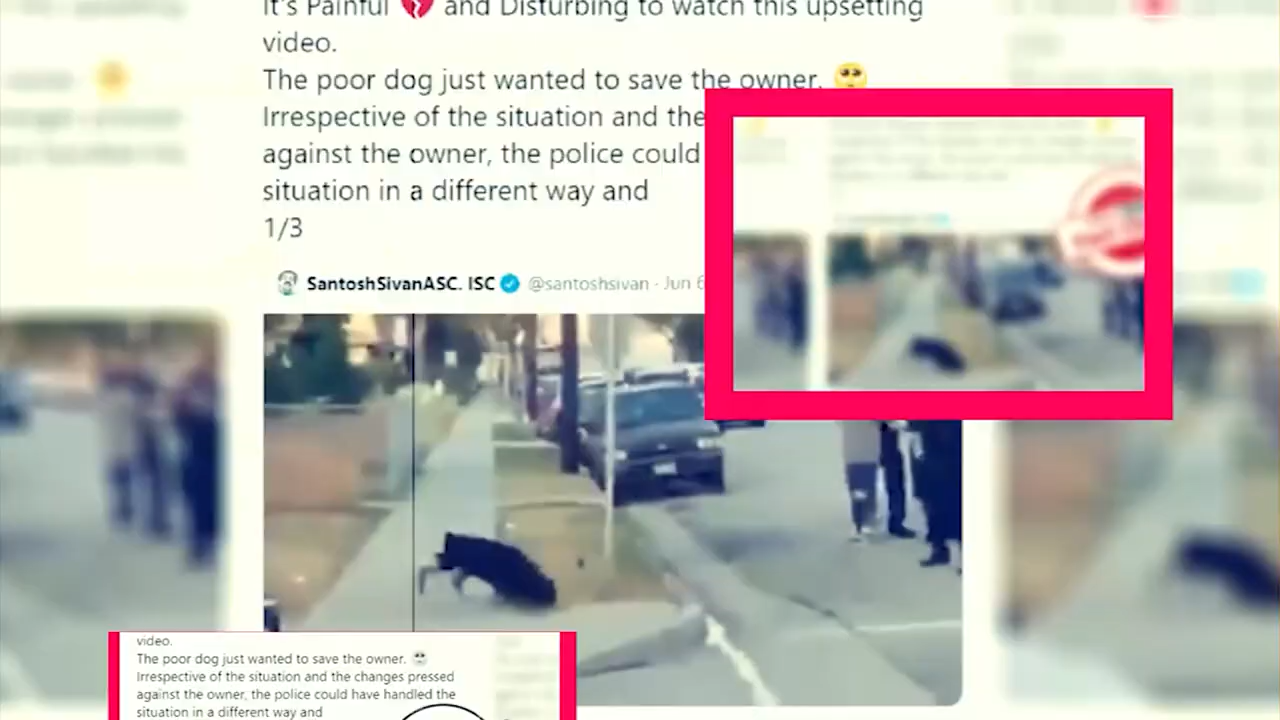 It's Painful 💔 and Disturbing to watch this upsetting
video.
The poor dog just wanted to save the owner. 🥺
Irrespective of the situation and the
against the owner, the police could
situation in a different way and
1/3
SantoshSivanASC. ISC @santoshsivan · Jun 6
video.
The poor dog just wanted to save the owner. 🥺
Irrespective of the situation and the changes pressed
against the owner, the police could have handled the
situation in a different way and